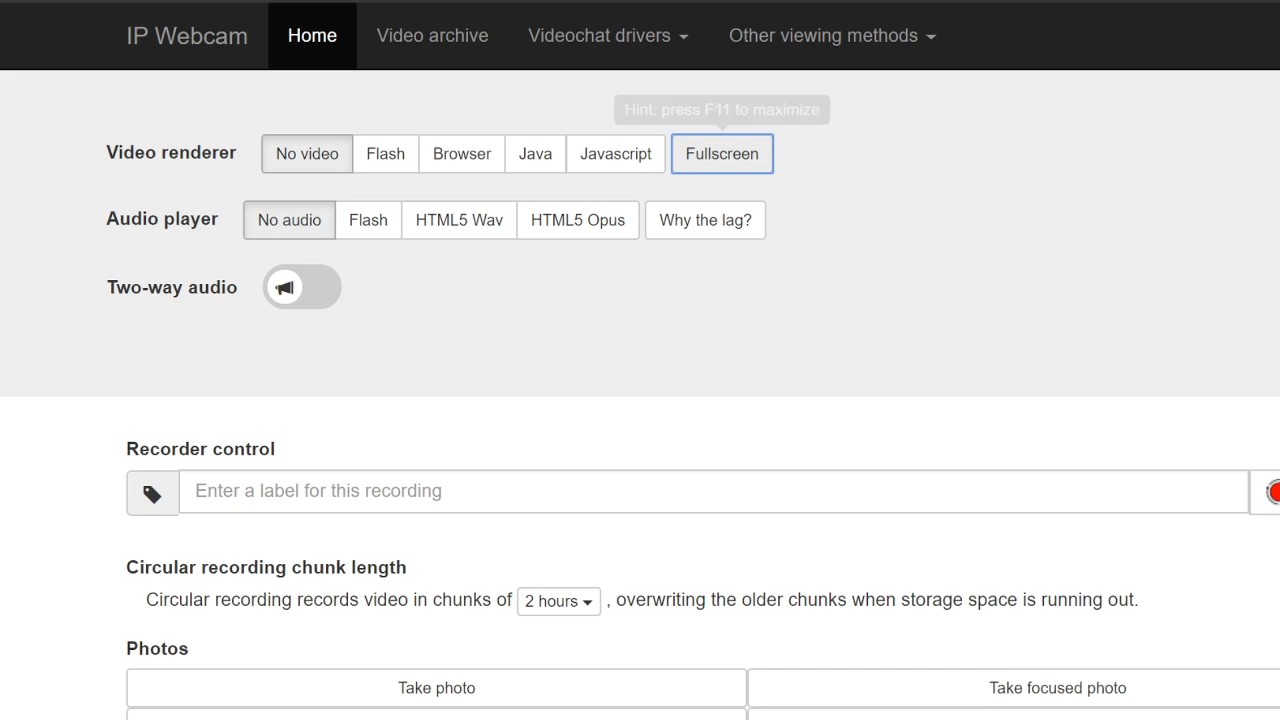 IP Webcam Home Video archive Videochat drivers Other viewing methods
Hint: press F11 to maximize
Video renderer No video Flash Browser Java Javascript Fullscreen
Audio player No audio Flash HTML5 Wav HTML5 Opus Why the lag?
Two-way audio
Recorder control
Enter a label for this recording
Circular recording chunk length
Circular recording records video in chunks of 2 hours , overwriting the older chunks when storage space is running out.
Photos
Take photo Take focused photo